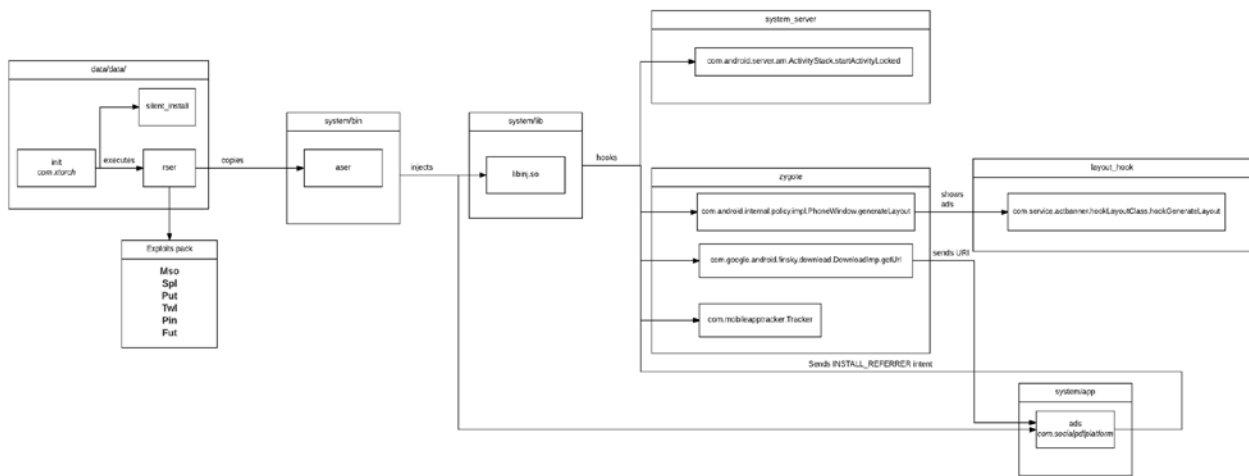 system_server
com.android.server.am.ActivityStack.startActivityLocked
data/data/
silent_install
init
com.xtorch
executes
rser
copies
system/bin
aser
injects
system/lib
libinj.so
hooks
zygote
com.android.internal.policy.impl.PhoneWindow.generateLayout
shows
ads
layout_hook
com.service.actbanner.hookLayoutClass.hookGenerateLayout
com.google.android.finsky.download.DownloadImp.getUrl
sends URI
com.mobileapptracker.Tracker
Exploits pack
Mso
Spl
Put
Twl
Pin
Fut
Sends INSTALL_REFERRER intent
system/app
ads
com.socialpdtplatform